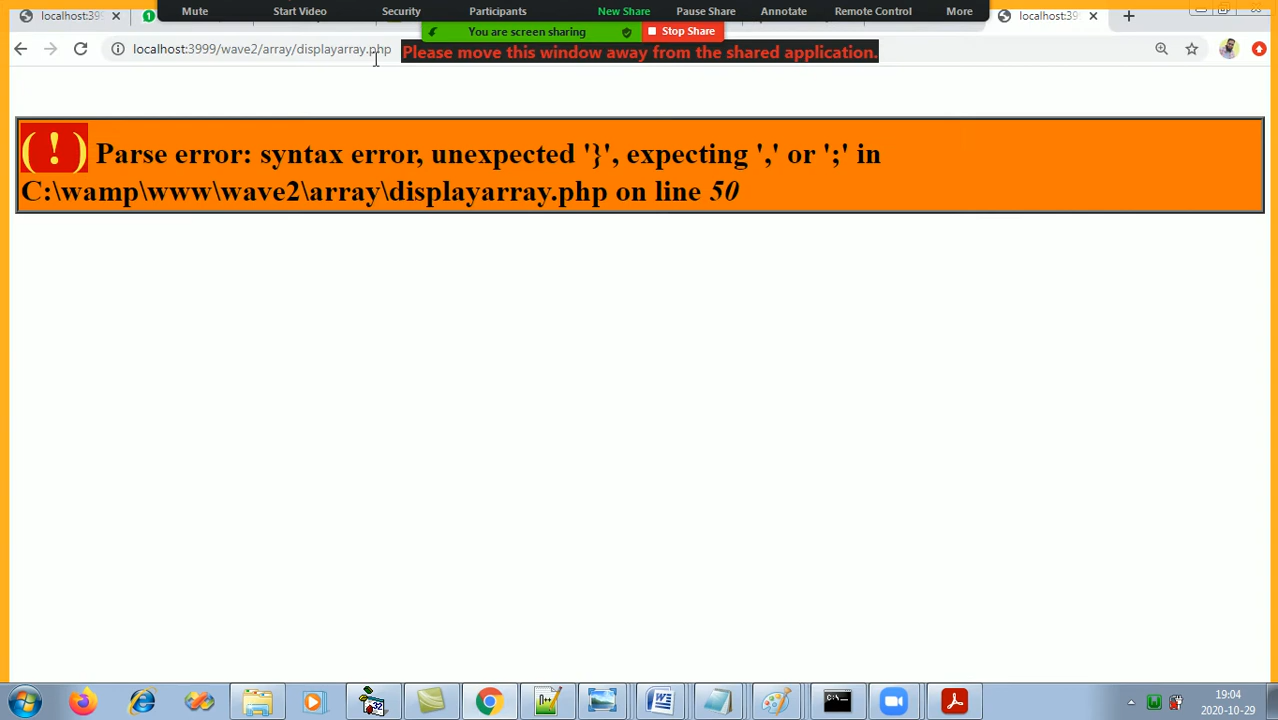 Mute Start Video Security Participants New Share Pause Share Annotate Remote Control More
localhost:399 1 localhost:39
You are screen sharing Stop Share
localhost:3999/wave2/array/displayarray.php Please move this window away from the shared application.
( ! ) Parse error: syntax error, unexpected '}', expecting ',' or ';' in
C:\wamp\www\wave2\array\displayarray.php on line 50
19:04
2020-10-29